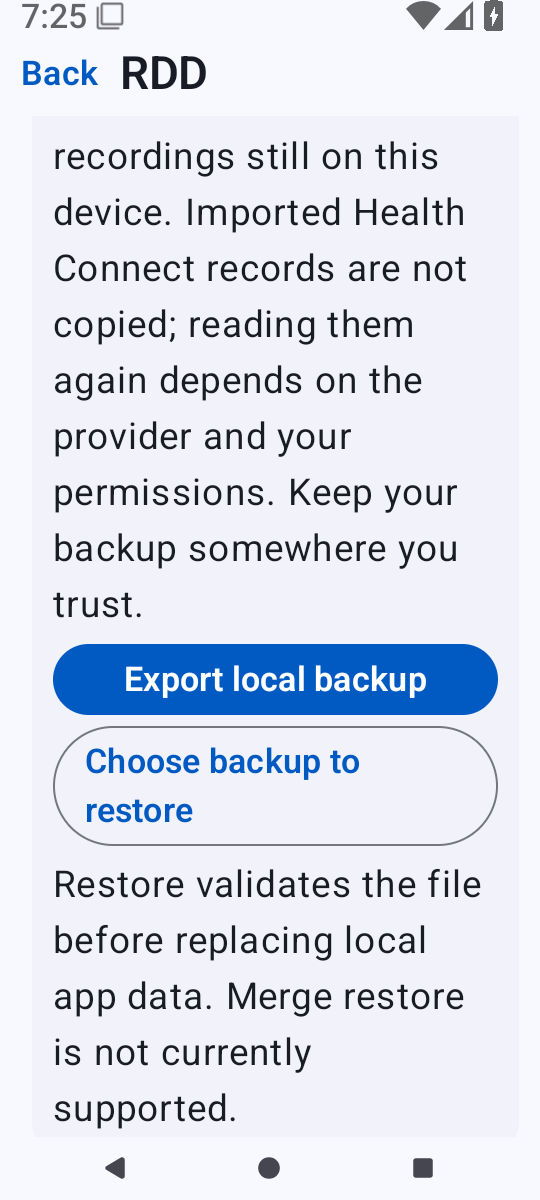 7:25
Back RDD
recordings still on this
device. Imported Health
Connect records are not
copied; reading them
again depends on the
provider and your
permissions. Keep your
backup somewhere you
trust.
Export local backup
Choose backup to
restore
Restore validates the file
before replacing local
app data. Merge restore
is not currently
supported.